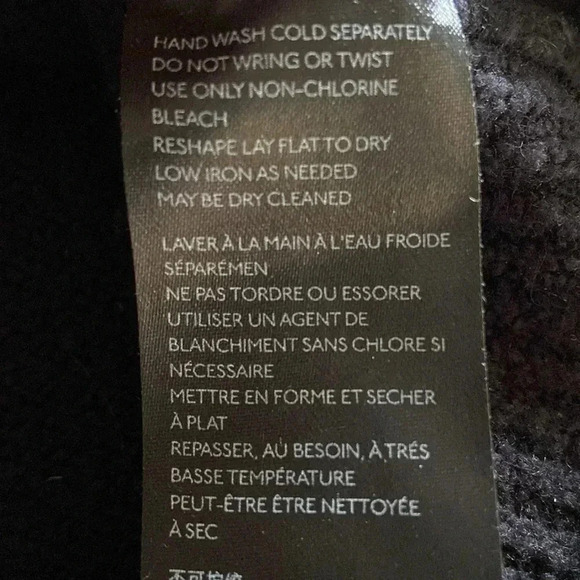 HAND WASH COLD SEPARATELY
DO NOT WRING OR TWIST
USE ONLY NON-CHLORINE
BLEACH
RESHAPE LAY FLAT TO DRY
LOW IRON AS NEEDED
MAY BE DRY CLEANED
LAVER À LA MAIN À L'EAU FROIDE
SÉPARÉMEN
NE PAS TORDRE OU ESSORER
UTILISER UN AGENT DE
BLANCHIMENT SANS CHLORE SI
NÉCESSAIRE
METTRE EN FORME ET SECHER
À PLAT
REPASSER, AU BESOIN, À TRÉS
BASSE TEMPÉRATURE
PEUT-ÊTRE ÊTRE NETTOYÉE
À SEC